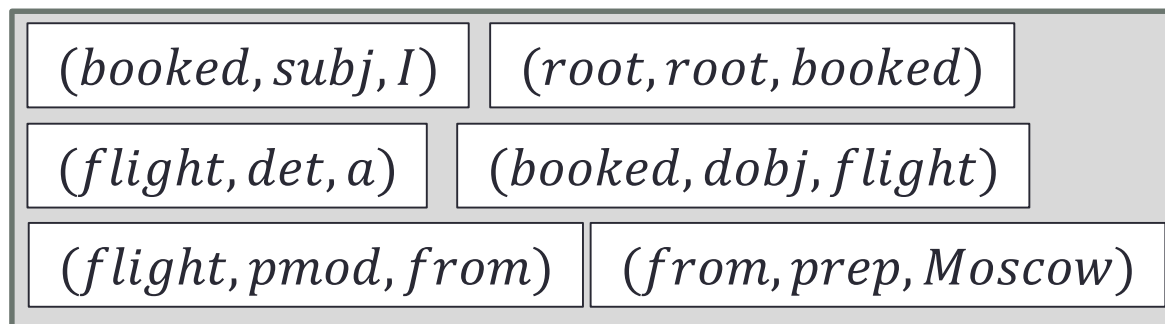 (booked, subj, I) (root, root, booked)
(flight, det, a) (booked, dobj, flight)
(flight, pmod, from) (from, prep, Moscow)